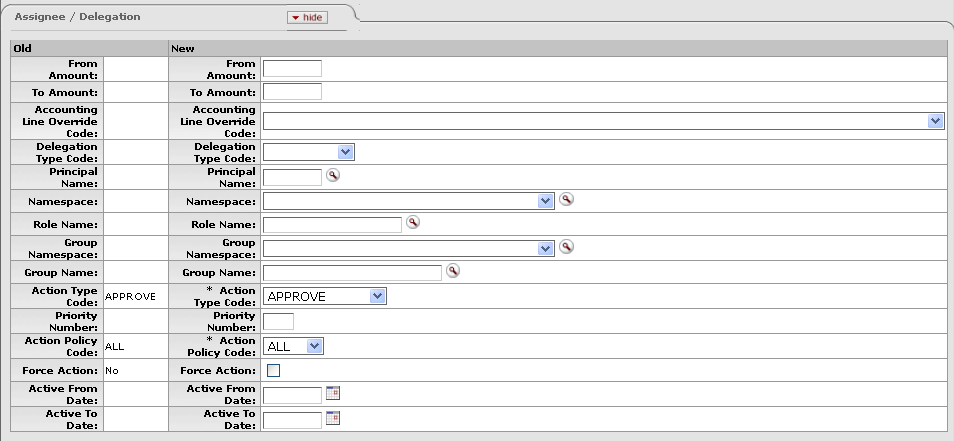 Assignee / Delegation
hide
Old New
From Amount: From Amount:
To Amount: To Amount:
Accounting Line Override Code: Accounting Line Override Code:
Delegation Type Code: Delegation Type Code:
Principal Name: Principal Name:
Namespace: Namespace:
Role Name: Role Name:
Group Namespace: Group Namespace:
Group Name: Group Name:
Action Type Code: APPROVE * Action Type Code: APPROVE
Priority Number: Priority Number:
Action Policy Code: ALL * Action Policy Code: ALL
Force Action: No Force Action:
Active From Date: Active From Date:
Active To Date: Active To Date: